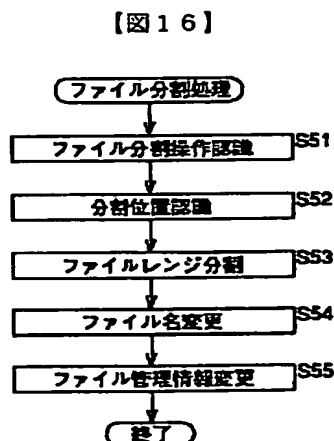 【図１６】
ファイル分割処理
ファイル分割操作認識 S51
分割位置認識 S52
ファイルレンジ分割 S53
ファイル名変更 S54
ファイル管理情報変更 S55
終了